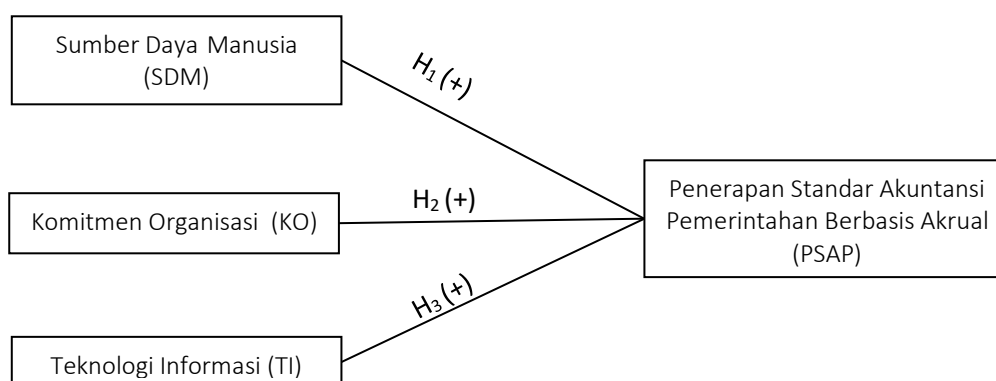 Sumber Daya Manusia
(SDM)
H₁ (+)
Komitmen Organisasi (KO)
H₂ (+)
Penerapan Standar Akuntansi
Pemerintahan Berbasis Akrual
(PSAP)
H₃ (+)
Teknologi Informasi (TI)